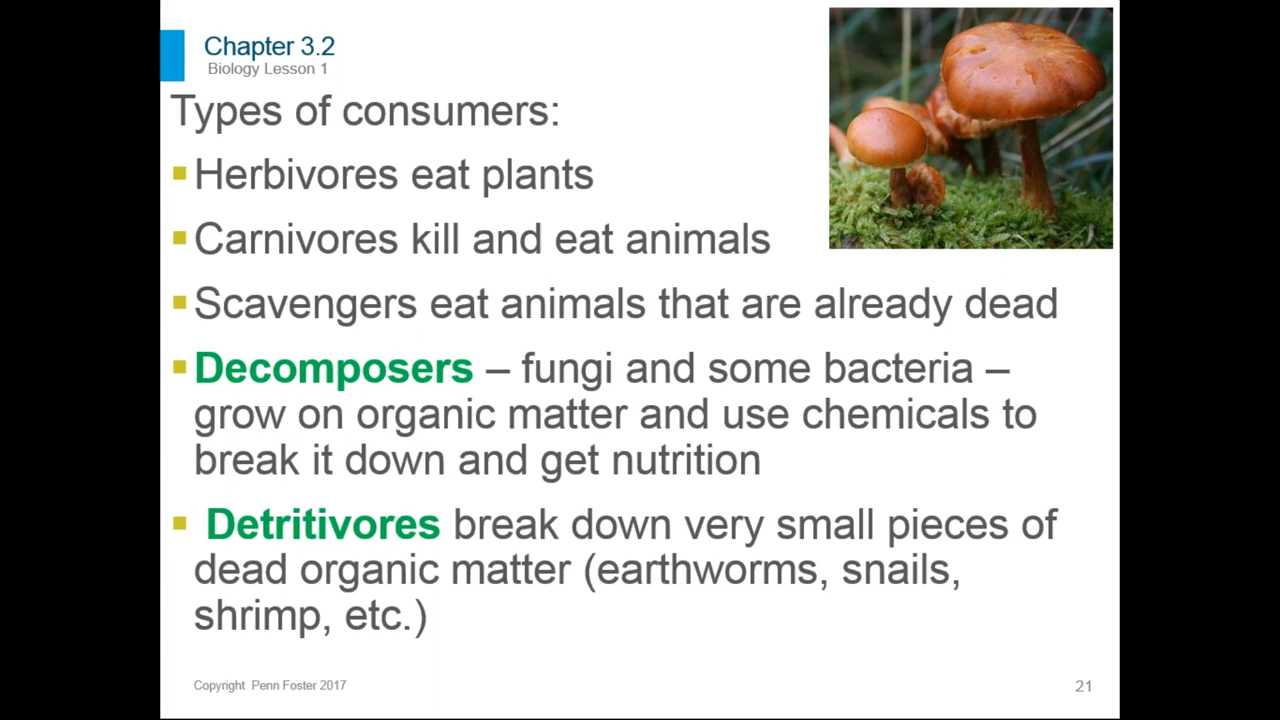 Chapter 3.2
Biology Lesson 1
Types of consumers:
Herbivores eat plants
Carnivores kill and eat animals
Scavengers eat animals that are already dead
Decomposers – fungi and some bacteria –
grow on organic matter and use chemicals to
break it down and get nutrition
Detritivores break down very small pieces of
dead organic matter (earthworms, snails,
shrimp, etc.)
Copyright Penn Foster 2017
21